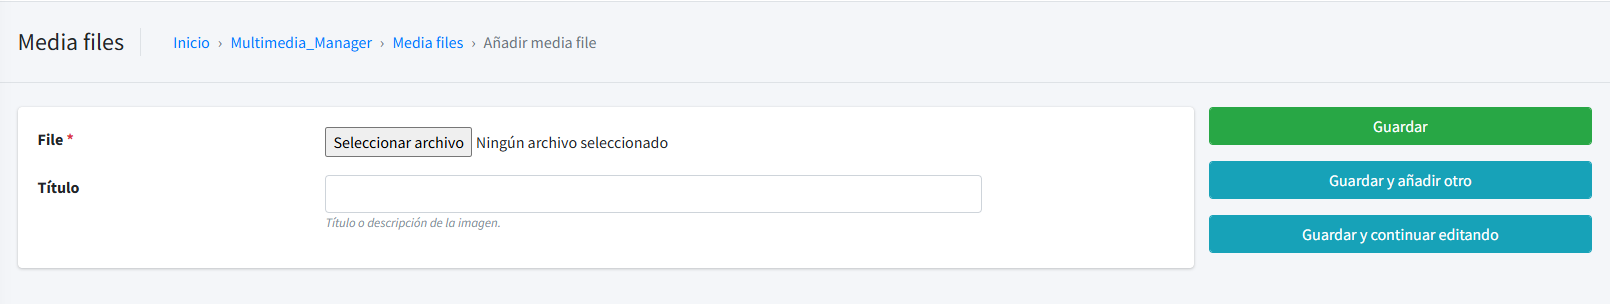 Media files
Inicio › Multimedia_Manager › Media files › Añadir media file
File *
Seleccionar archivo Ningún archivo seleccionado
Título
Título o descripción de la imagen.
Guardar
Guardar y añadir otro
Guardar y continuar editando